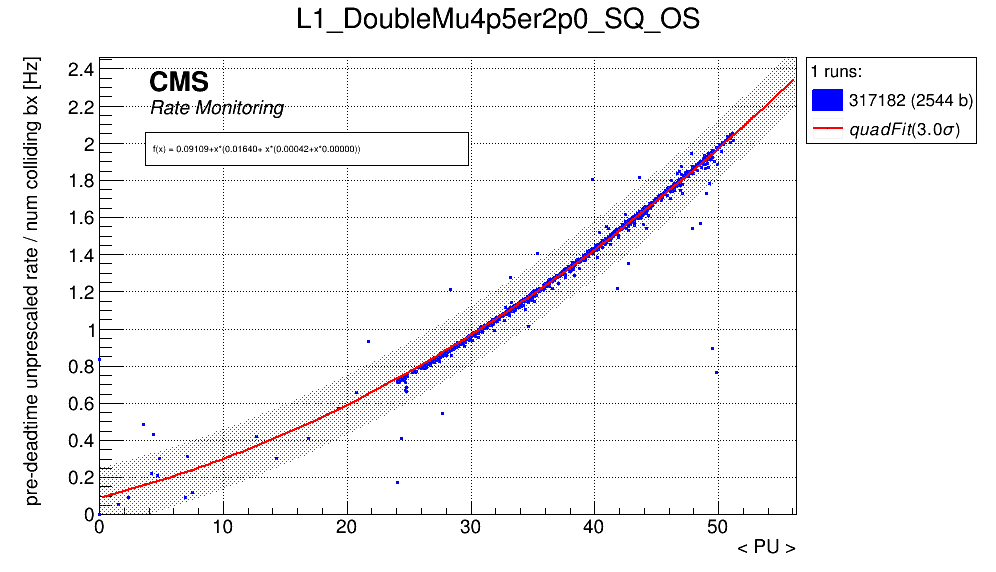 L1_DoubleMu4p5er2p0_SQ_OS
pre-deadtime unprescaled rate / num colliding bx [Hz]
CMS
Rate Monitoring
f(x) = 0.09109+x*(0.01640+ x*(0.00042+x*0.00000))
1 runs:
317182 (2544 b)
quadFit(3.0σ)
2.4
2.2
2
1.8
1.6
1.4
1.2
1
0.8
0.6
0.4
0.2
0
0 10 20 30 40 50
< PU >